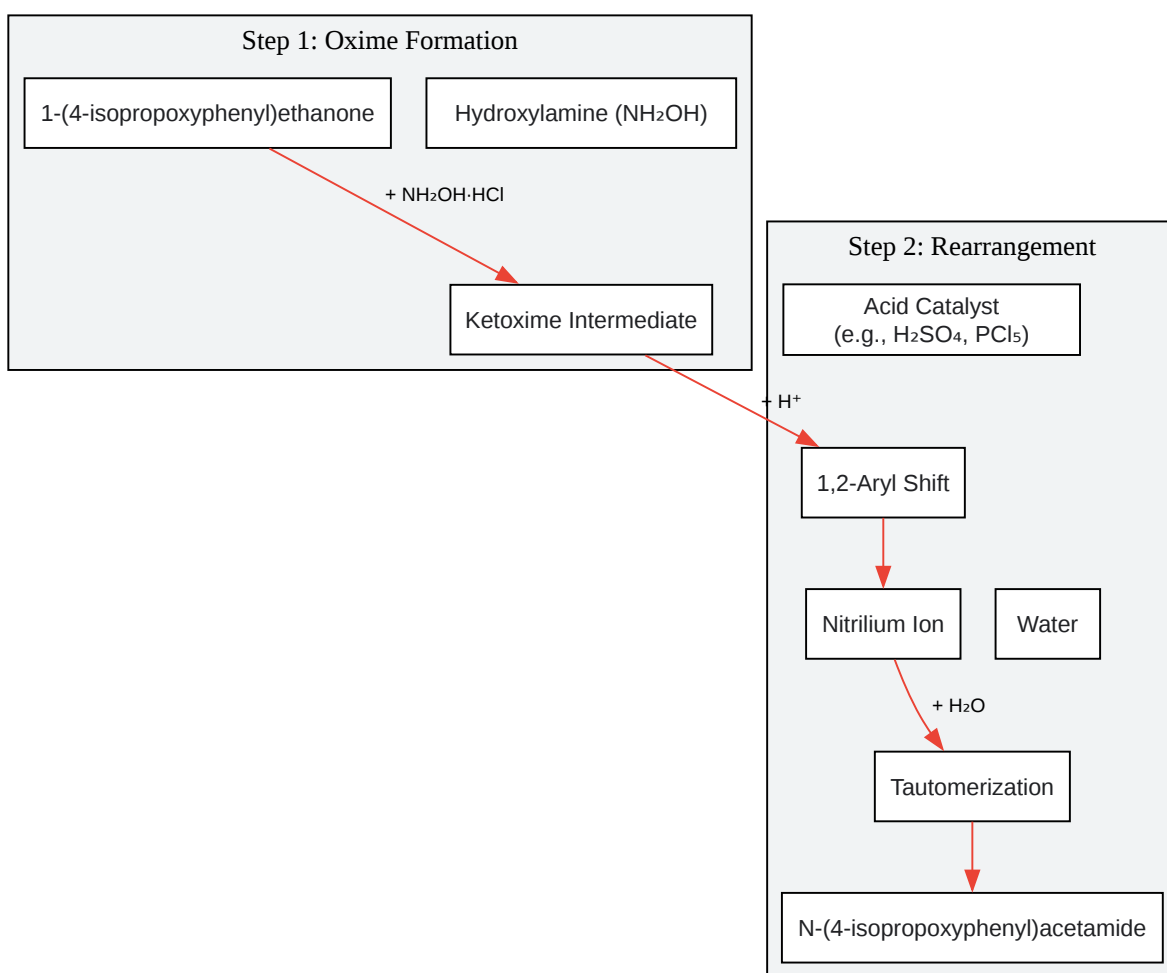 Step 1: Oxime Formation
1-(4-isopropoxyphenyl)ethanone
Hydroxylamine (NH₂OH)
+ NH₂OH·HCl
Ketoxime Intermediate
Step 2: Rearrangement
Acid Catalyst
(e.g., H₂SO₄, PCl₅)
+ H⁺
1,2-Aryl Shift
Nitrilium Ion
Water
+ H₂O
Tautomerization
N-(4-isopropoxyphenyl)acetamide